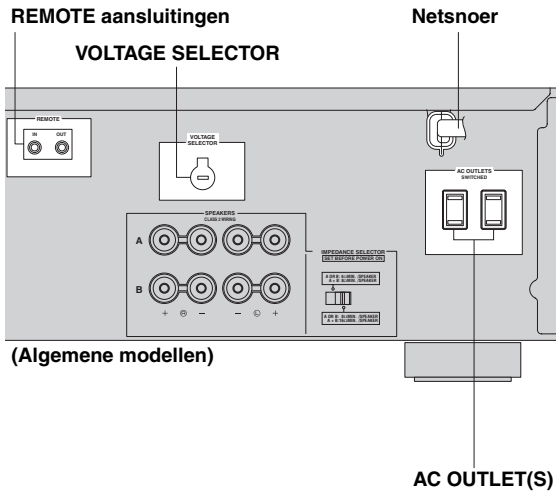 REMOTE aansluitingen
Netsnoer
VOLTAGE SELECTOR
REMOTE
IN OUT
VOLTAGE
SELECTOR
AC OUTLETS
SWITCHED
SPEAKERS
CLASS 2 WIRING
A
B
+ R − − L +
IMPEDANCE SELECTOR
SET BEFORE POWER ON
(Algemene modellen)
AC OUTLET(S)